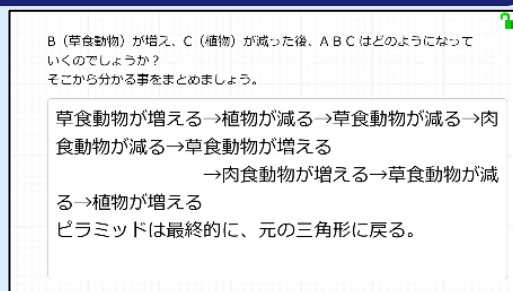 B（草食動物）が増え、C（植物）が減った後、ＡＢＣはどのようになって
いくのでしょうか？
そこから分かる事をまとめましょう。
草食動物が増える→植物が減る→草食動物が減る→肉
食動物が減る→草食動物が増える
→肉食動物が増える→草食動物が減
る→植物が増える
ピラミッドは最終的に、元の三角形に戻る。